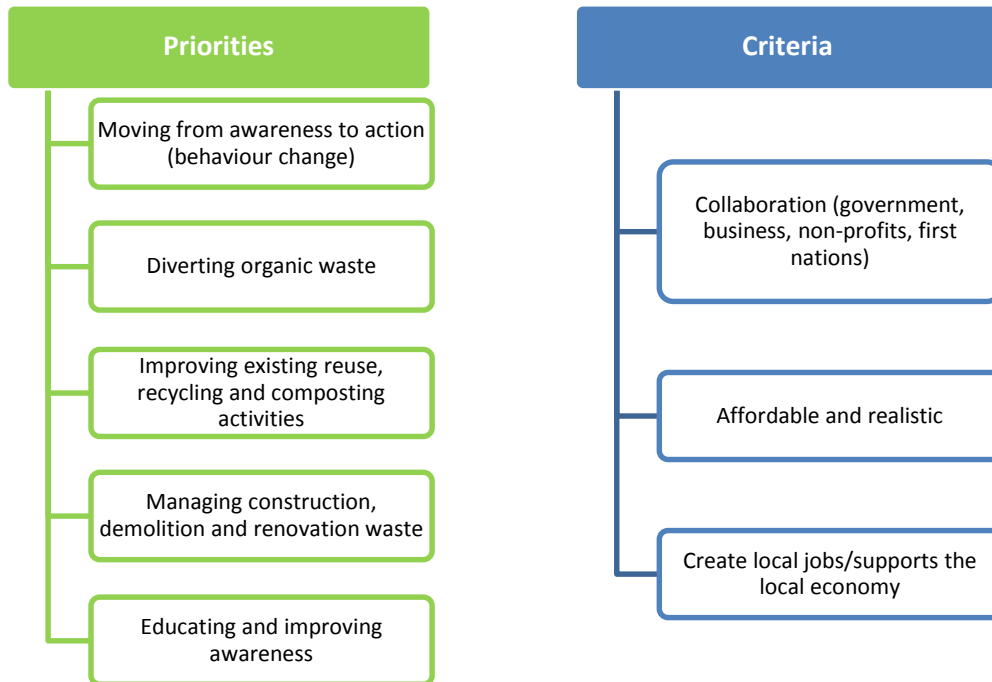 Priorities
Moving from awareness to action
(behaviour change)
Diverting organic waste
Improving existing reuse,
recycling and composting
activities
Managing construction,
demolition and renovation waste
Educating and improving
awareness
Criteria
Collaboration (government,
business, non-profits, first
nations)
Affordable and realistic
Create local jobs/supports the
local economy